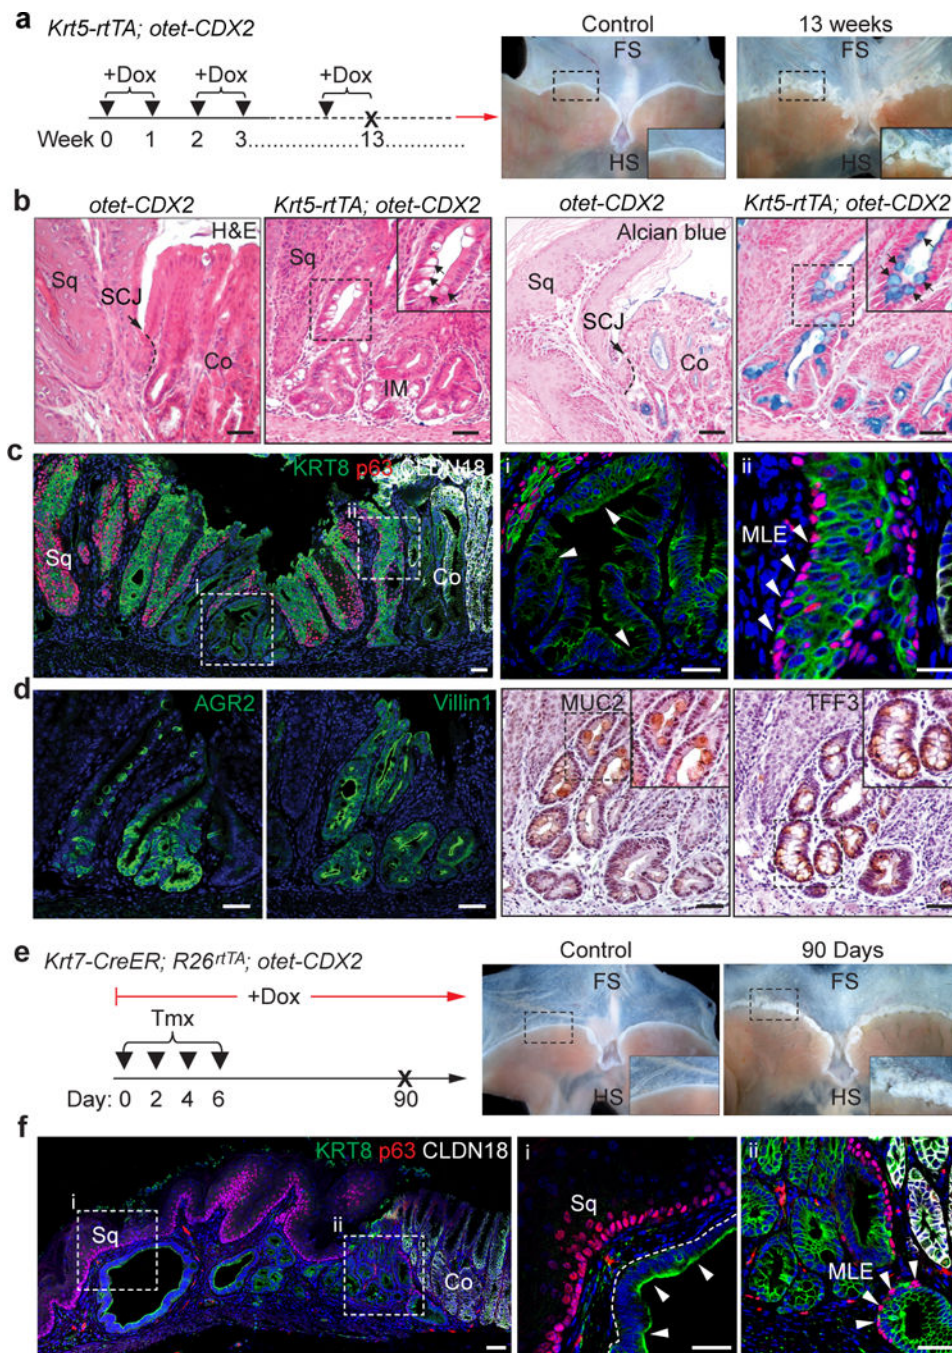 a
Krt5-rtTA; otet-CDX2
+Dox +Dox +Dox
Week 0 1 2 3......................13.............
X
Control
FS
HS
13 weeks
FS
HS
b
otet-CDX2
H&E
Sq
SCJ
Co
Krt5-rtTA; otet-CDX2
Sq
IM
otet-CDX2
Alcian blue
Sq
SCJ
Co
Krt5-rtTA; otet-CDX2
c
KRT8 p63 CLDN18
Sq
i
ii
Co
i
ii
MLE
d
AGR2
Villin1
MUC2
TFF3
e
Krt7-CreER; R26rtTA; otet-CDX2
+Dox
Tmx
X
Day: 0 2 4 6 90
Control
FS
HS
90 Days
FS
HS
f
KRT8 p63 CLDN18
i
Sq
ii
Co
i
Sq
ii
MLE